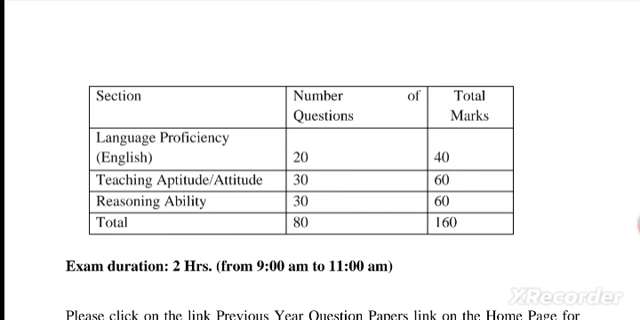 Section Number of Total
Questions Marks
Language Proficiency
(English) 20 40
Teaching Aptitude/Attitude 30 60
Reasoning Ability 30 60
Total 80 160
Exam duration: 2 Hrs. (from 9:00 am to 11:00 am)
XRecorder
Please click on the link Previous Year Question Papers link on the Home Page for